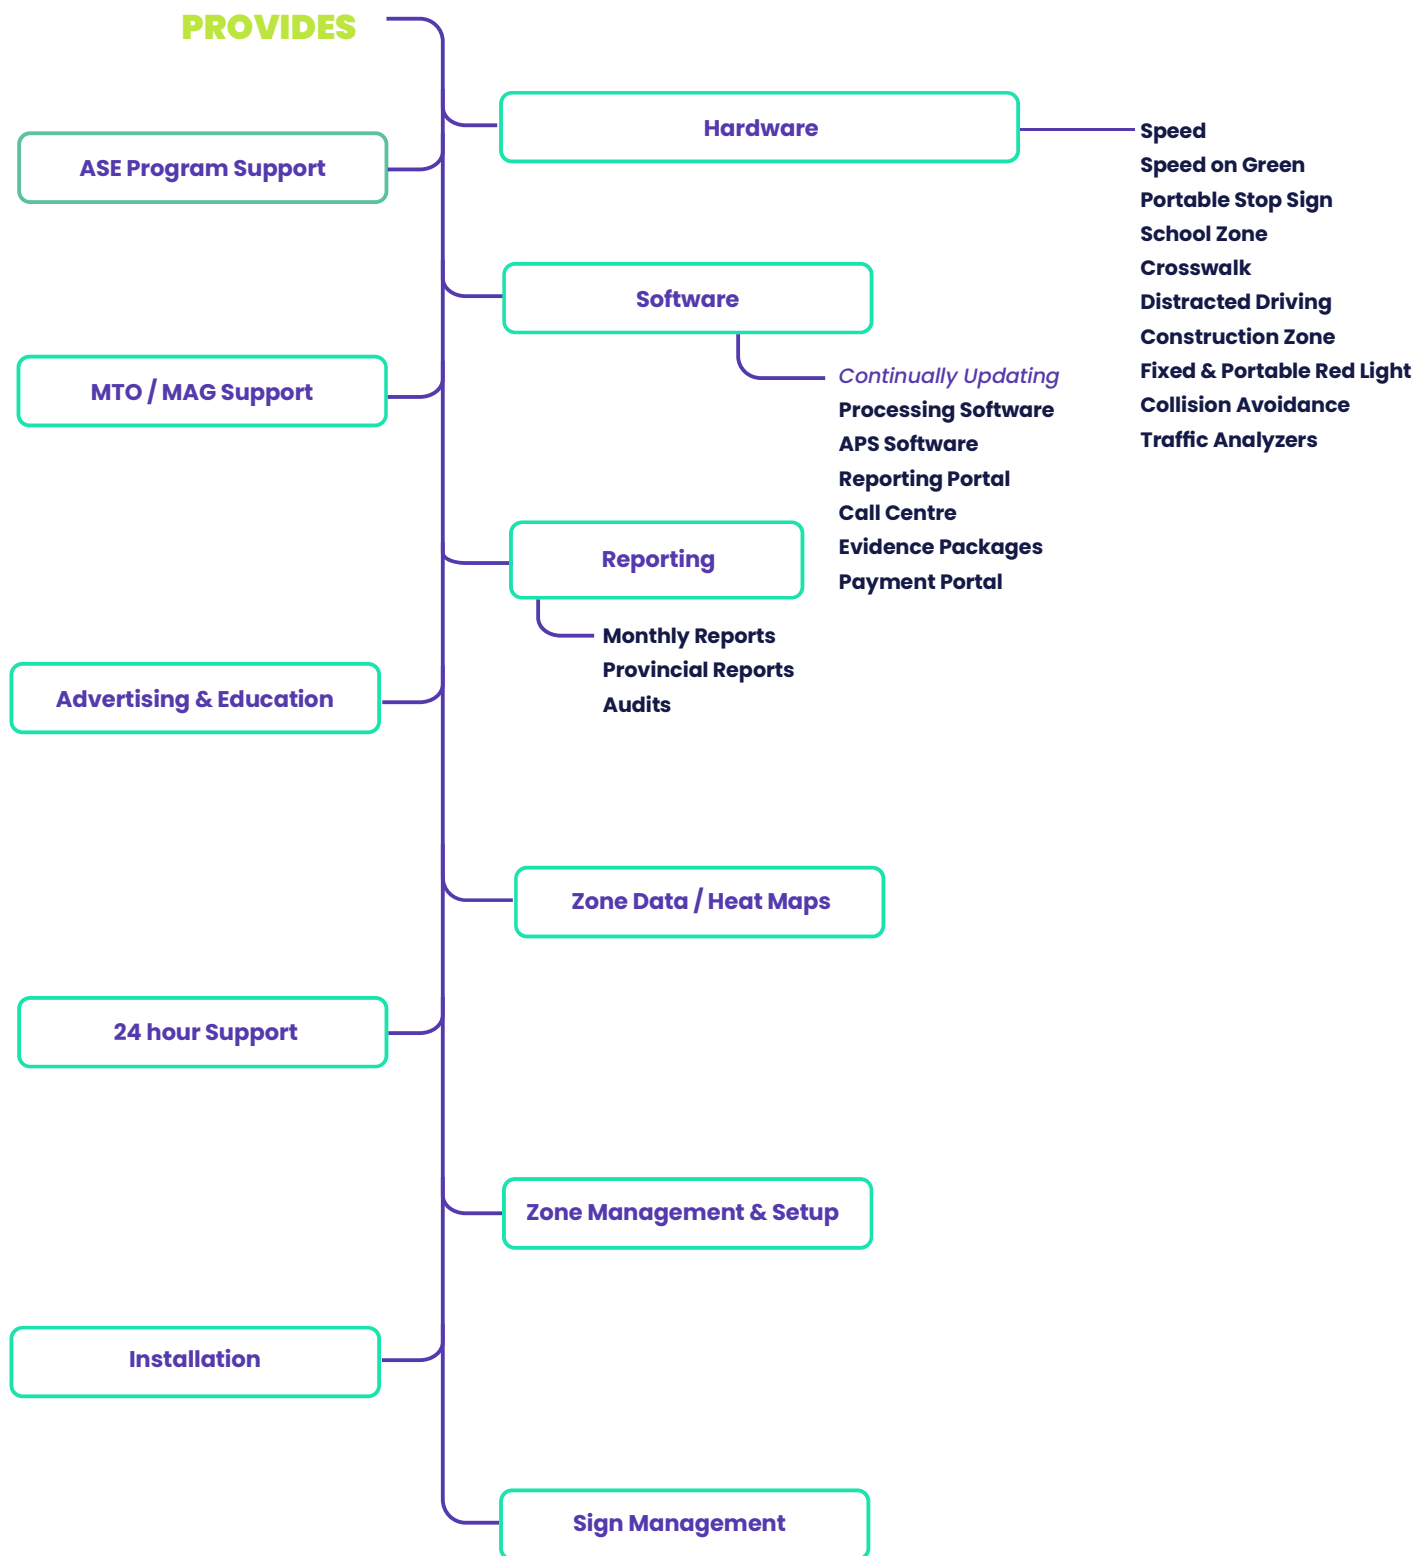 PROVIDES
Hardware
ASE Program Support
Speed
Speed on Green
Portable Stop Sign
School Zone
Crosswalk
Distracted Driving
Construction Zone
Fixed & Portable Red Light
Collision Avoidance
Traffic Analyzers
Software
Continually Updating
Processing Software
APS Software
Reporting Portal
Call Centre
Evidence Packages
Payment Portal
MTO / MAG Support
Reporting
Monthly Reports
Provincial Reports
Audits
Advertising & Education
Zone Data / Heat Maps
24 hour Support
Zone Management & Setup
Installation
Sign Management